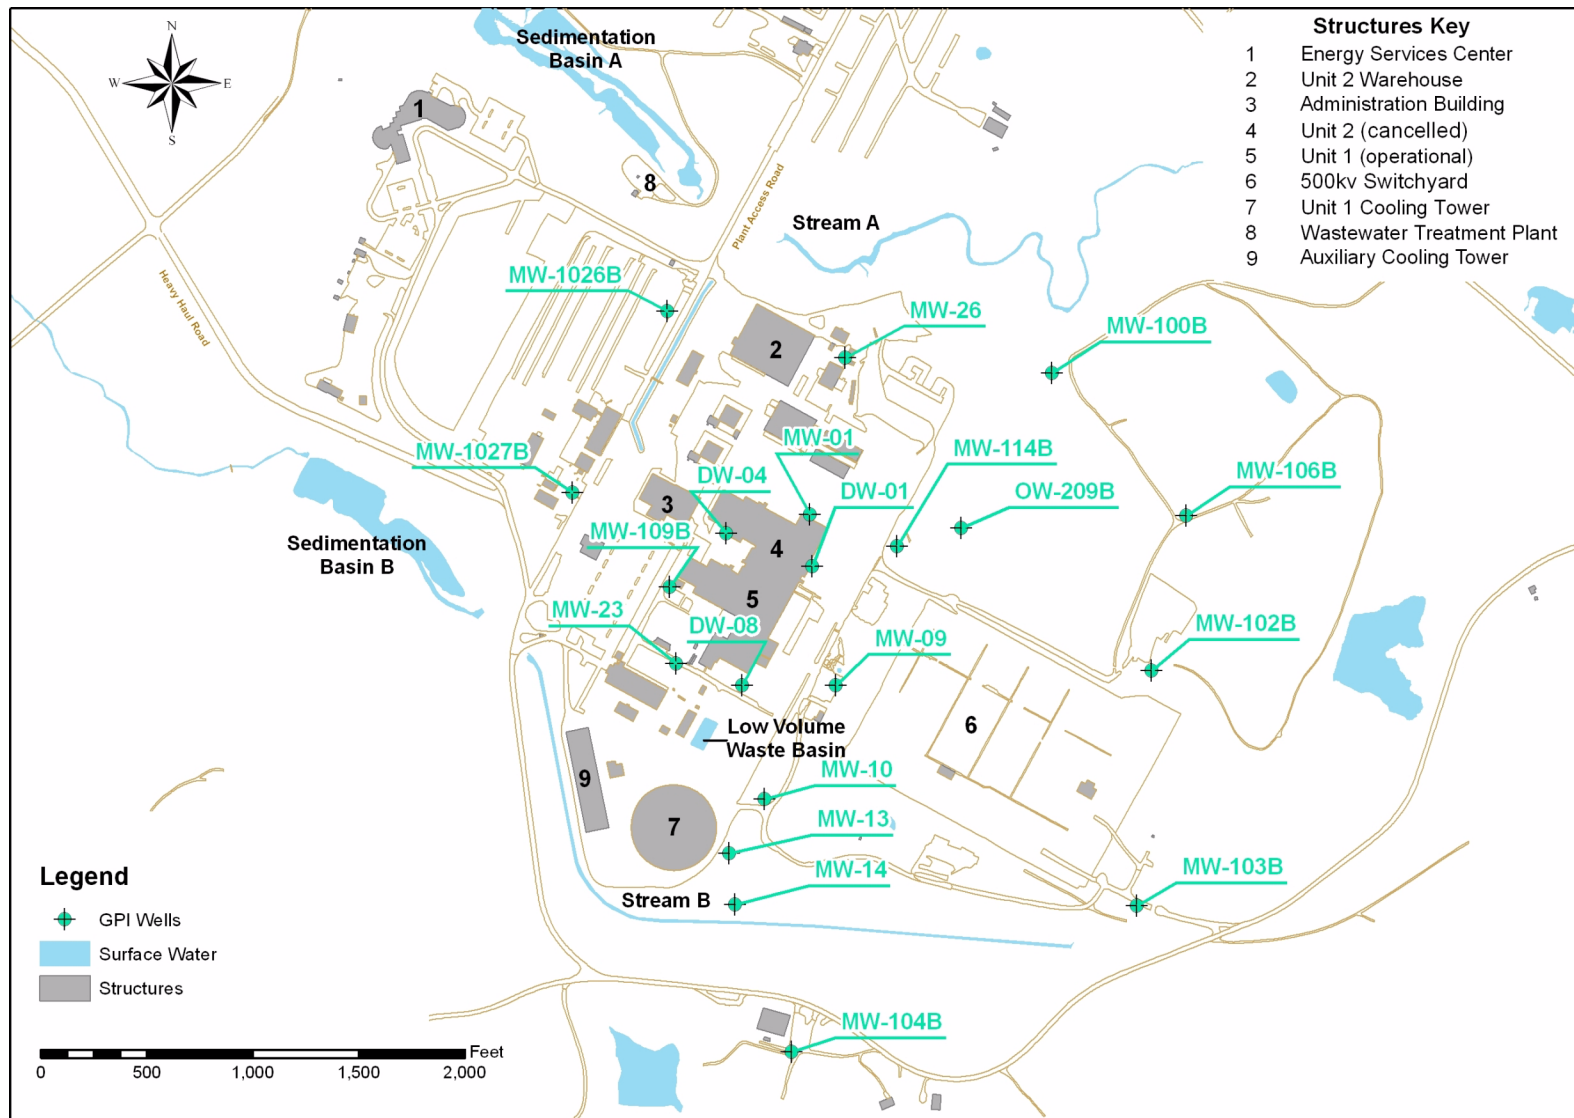 N
W
E
S
Sedimentation
Basin A
Structures Key
1 Energy Services Center
2 Unit 2 Warehouse
3 Administration Building
4 Unit 2 (cancelled)
5 Unit 1 (operational)
6 500kv Switchyard
7 Unit 1 Cooling Tower
8 Wastewater Treatment Plant
9 Auxiliary Cooling Tower
1
8
Plant Access Road
Stream A
Heavy Haul Road
MW-1026B
MW-26
MW-100B
2
MW-01
MW-1027B
MW-114B
DW-04
DW-01
OW-209B
MW-106B
3
MW-109B
4
Sedimentation
Basin B
5
MW-23
DW-08
MW-09
MW-102B
6
Low Volume
Waste Basin
MW-10
9
7
MW-13
MW-14
MW-103B
Stream B
Legend
GPI Wells
Surface Water
Structures
MW-104B
Feet
0 500 1,000 1,500 2,000